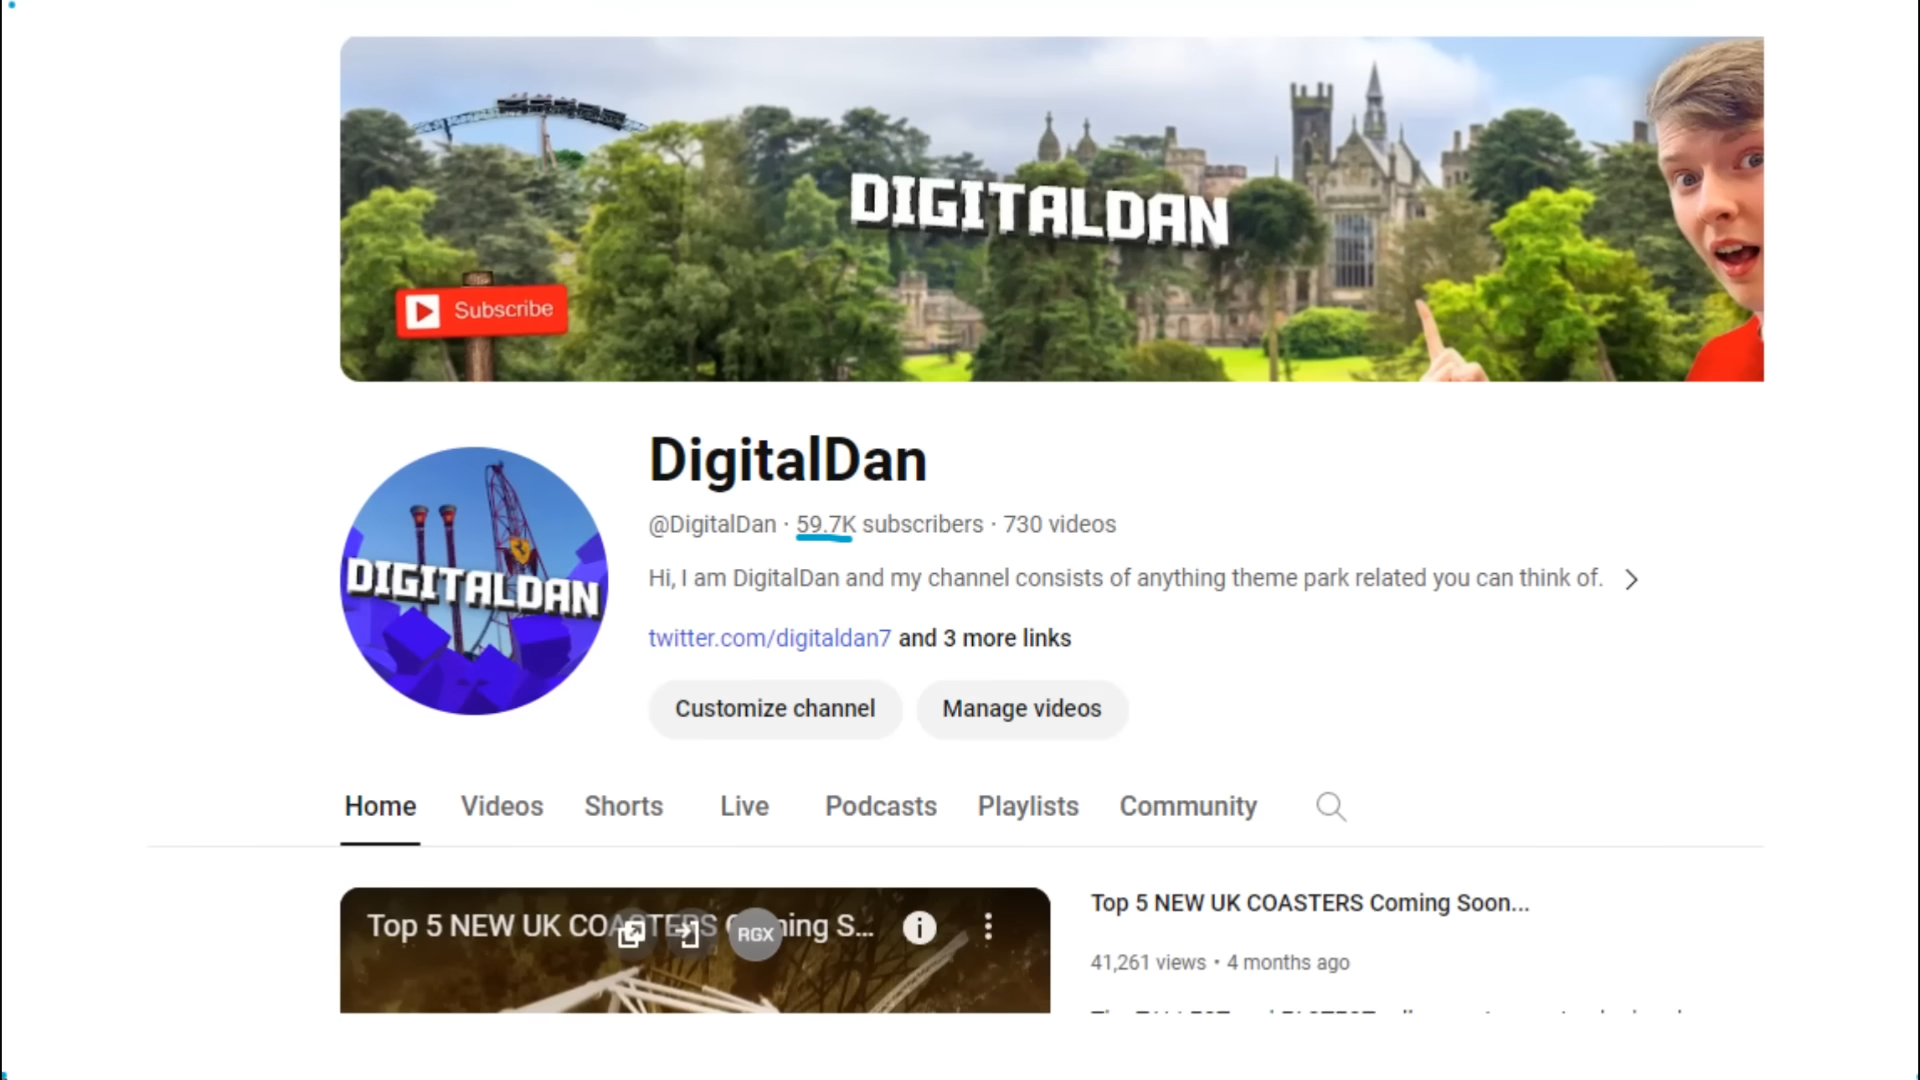 DIGITALDAN
Subscribe
DIGITALDAN
DigitalDan
@DigitalDan · 59.7K subscribers · 730 videos
Hi, I am DigitalDan and my channel consists of anything theme park related you can think of.
twitter.com/digitaldan7 and 3 more links
Customize channel
Manage videos
Home Videos Shorts Live Podcasts Playlists Community
Top 5 NEW UK COASTERS Coming S...
RGX
Top 5 NEW UK COASTERS Coming Soon...
41,261 views • 4 months ago